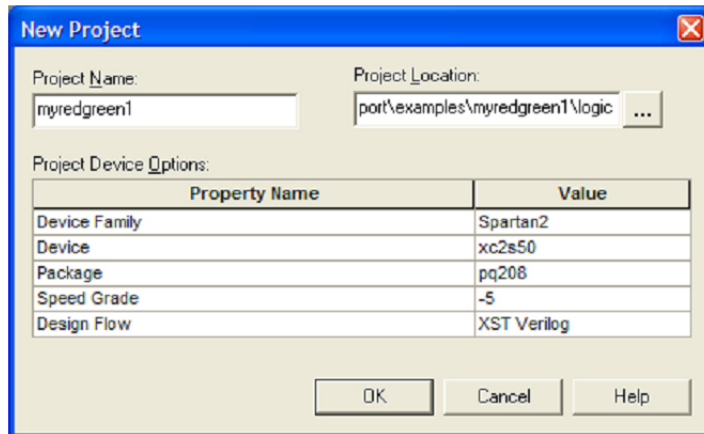 New Project
Project Name:
Project Location:
myredgreen1
port\examples\myredgreen1\logic
...
Project Device Options:
Property Name Value
Device Family Spartan2
Device xc2s50
Package pq208
Speed Grade -5
Design Flow XST Verilog
OK Cancel Help